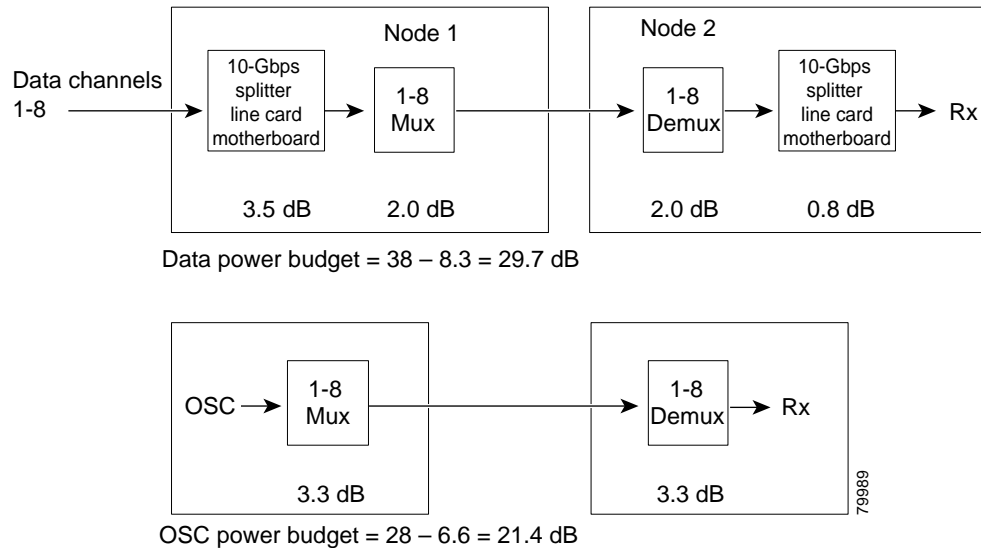 Node 1
Node 2
Data channels
1-8
10-Gbps
splitter
line card
motherboard
1-8
Mux
1-8
Demux
10-Gbps
splitter
line card
motherboard
Rx
3.5 dB
2.0 dB
2.0 dB
0.8 dB
Data power budget = 38 – 8.3 = 29.7 dB
OSC
1-8
Mux
1-8
Demux
Rx
3.3 dB
3.3 dB
79989
OSC power budget = 28 – 6.6 = 21.4 dB